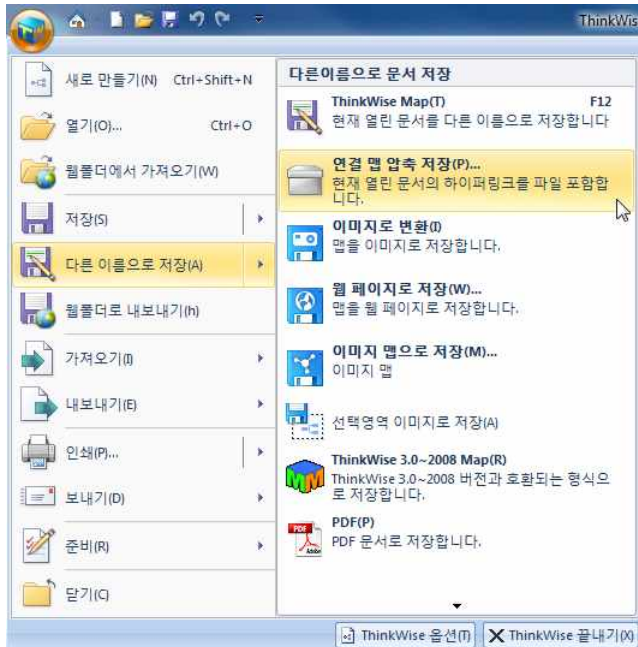 ThinkWis
새로 만들기(N) Ctrl+Shift+N
열기(O)... Ctrl+O
웹폴더에서 가져오기(W)
저장(S)
다른 이름으로 저장(A)
웹폴더로 내보내기(h)
가져오기(I)
내보내기(E)
인쇄(P)...
보내기(D)
준비(R)
닫기(C)
다른이름으로 문서 저장
ThinkWise Map(T) F12
현재 열린 문서를 다른 이름으로 저장합니다
연결 맵 압축 저장(P)...
현재 열린 문서의 하이퍼링크를 파일 포함합
니다.
이미지로 변환(I)
맵을 이미지로 저장합니다.
웹 페이지로 저장(W)...
맵을 웹 페이지로 저장합니다.
이미지 맵으로 저장(M)...
이미지 맵
선택영역 이미지로 저장(A)
ThinkWise 3.0~2008 Map(R)
ThinkWise 3.0~2008 버전과 호환되는 형식으
로 저장합니다.
PDF(P)
PDF 문서로 저장합니다.
ThinkWise 옵션(T) ThinkWise 끝내기(X)